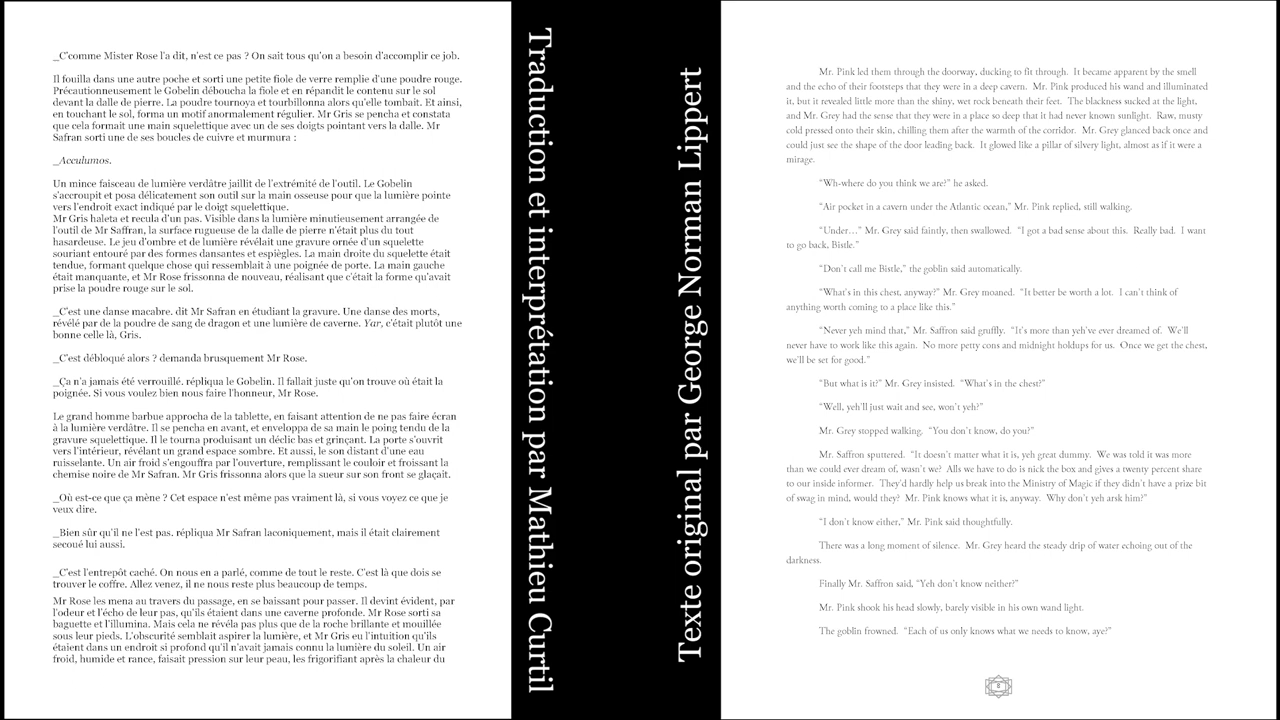 _C'comme Mister Rose l'a dit, n'est ce pas ? On sait tous qu'on a besoin d'accomplir ce job.
Il fouilla dans une autre poche et sorti une petite fiole de verre remplie d'une poudre rouge.
Précautionneusement le Gobelin déboucha la fiole et en répandit le contenu sur le sol
devant la dalle de pierre. La poudre tournoya et tourbillonna alors qu'elle tombait. Et ainsi,
en touchant le sol, forma un motif anormalement régulier. Mr Gris se pencha et constata
que cela formait une main squelettique avec un de ses doigts pointant vers la dalle. Mr
Safran sorti une de ses boucles de cuivre et murmura :
_Acculumos.
Un mince faisceau de lumière verdâtre jaillit de l'extrémité de l'outil. Le Gobelin
s'accroupit et posa délicatement son outil sur la main osseuse pour que la lumière pointe
vers l'endroit exact indiqué par le doigt squelettique.
Mr Gris haleta et recula d'un pas. Visible dans la lumière minutieusement arrangée de
l'outil de Mr Saffran, la surface rugueuse de la dalle de pierre n'était plus du tout
hasardeuse. Le jeu d'ombre et de lumière révélait une gravure ornée d'un squelette
souriant entouré par des formes dansantes et espiègles. La main droite du squelette était
tendue, formant quelque chose qui ressemblait à une poignée de porte. La main gauche
était manquante, et Mr Rose frissonna de nouveau, réalisant que c'était la forme qu'avait
prise la poudre rouge sur le sol.
_C'est une danse macabre. dit Mr Safran en étudiant la gravure. Une danse des morts,
révélé par de la poudre de sang de dragon et une lumière de caverne. Yar, c'était plutôt une
bonne celle là, Gris.
_C'est débloqué alors ? demanda brusquement Mr Rose.
_Ça n'a jamais été verrouillé. répliqua le Gobelin. Il fallait juste qu'on trouve où était la
poignée. Si vous voulez bien nous faire l'honneur, Mr Rose.
Le grand homme barbue approcha de la tablette, en faisant attention de ne pas faire écran
à la lumière verdâtre. Il se pencha en avant, et enveloppa de sa main le poing tendu de la
gravure squelettique. Il le tourna produisant un déclic bas et grinçant. La porte s'ouvrit
vers l'intérieur, révélant un grand espace sombre. Et aussi, le son distant d'une eau
ruisselante. Un air froid s'engouffra par l'ouverture, remplissant le couloir et froissant la
chemise noire de Mr Safran. Mr Gris frissonna alors que la sueur sur son front se glaçait.
_Où est-ce que ça mène ? Cet espace n'est même pas vraiment là, si vous voyez ce que je
veux dire.
_Bien sûr qu'il ne l'est pas. répliqua Mr Safran laconiquement, mais il était clairement
secoué lui aussi.
_C'est l'entrepôt caché. On nous en a parlé, comme de tout le reste. C'est là que dois se
trouver le coffre. Allez venez, il ne nous reste plus beaucoup de temps.
Mr Rose les mena au travers du passage, en se baissant pour passer. Il devint évident, par
l'odeur et l'écho de leur pas, qu'ils étaient dans une caverne profonde. Mr Rose sorti sa
baguette et l'illumina. Mais cela ne révéla pas plus que de la roche brillante et mouillée
sous leur pieds. L'obscurité semblait aspirer la lumière, et Mr Gris eu l'intuition qu'ils
étaient dans un endroit si profond qu'il n'avait jamais connu la lumière du soleil. Un air
froid, humide et rance, faisait pression sur leur peau, les frigorifiant après la chaleur du
Traduction et interprétation par Mathieu Curtil
Texte original par George Norman Lippert
Mr. Pink led them through the doorway, ducking to fit through. It became apparent by the smell
and the echo of their footsteps that they were in a deep cavern. Mr. Pink produced his wand and illuminated
it, but it revealed little more than the shiny, wet rock beneath their feet. The blackness sucked at the light,
and Mr. Grey had the sense that they were in a place so deep that it had never known sunlight. Raw, musty
cold pressed onto their skin, chilling them after the warmth of the corridor. Mr. Grey glanced back once and
could just see the shape of the door leading back. It glowed like a pillar of silvery light, almost as if it were a
mirage.
“Wh-where do you think we are?” he asked.
“Air pocket in a cavern under the Atlantic ocean,” Mr. Pink replied, still walking.
“Under…” Mr. Grey said faintly, then swallowed. “I got a bad sense about this. Really bad. I want
to go back, Bistle.”
“Don't call me Bistle,” the goblin said automatically.
“What's in this chest, anyway?” Mr. Grey moaned. “It better be worth a lot. I can't think of
anything worth coming to a place like this.”
“Never yeh mind that,” Mr. Saffron said gruffly. “It's more than yeh've ever dreamed of. We'll
never have to work like this again. No more petty cons and midnight holdups for us. Once we get the chest,
we'll be set for good.”
“But what is it?” Mr. Grey insisted. “What's in the chest?”
“Well, yeh'll just wait and see, won't yeh?”
Mr. Grey stopped walking. “You don't know, do you?”
Mr. Saffron sputtered. “It doesn't matter what it is, yeh great dummy. We was told it was more
than we could ever dream of, wasn't we? Alls we have to do is nick the box and give a twenty percent share
to our inside informer. They'd hardly help us break into the Ministry of Magic if they didn't have a prize bit
of swag in mind, would they? Mr. Pink knows what it is, anyway. Why don't yeh arsk him?”
“I don't know either,” Mr. Pink said thoughtfully.
There was a long moment of silence. Mr. Grey heard the steady drip of water echoing out of the
darkness.
Finally Mr. Saffron said, “Yeh don't know neither?”
Mr. Pink shook his head slowly, barely visible in his own wand light.
The goblin frowned. “Each of us only knows what we needs to know, aye?”
8